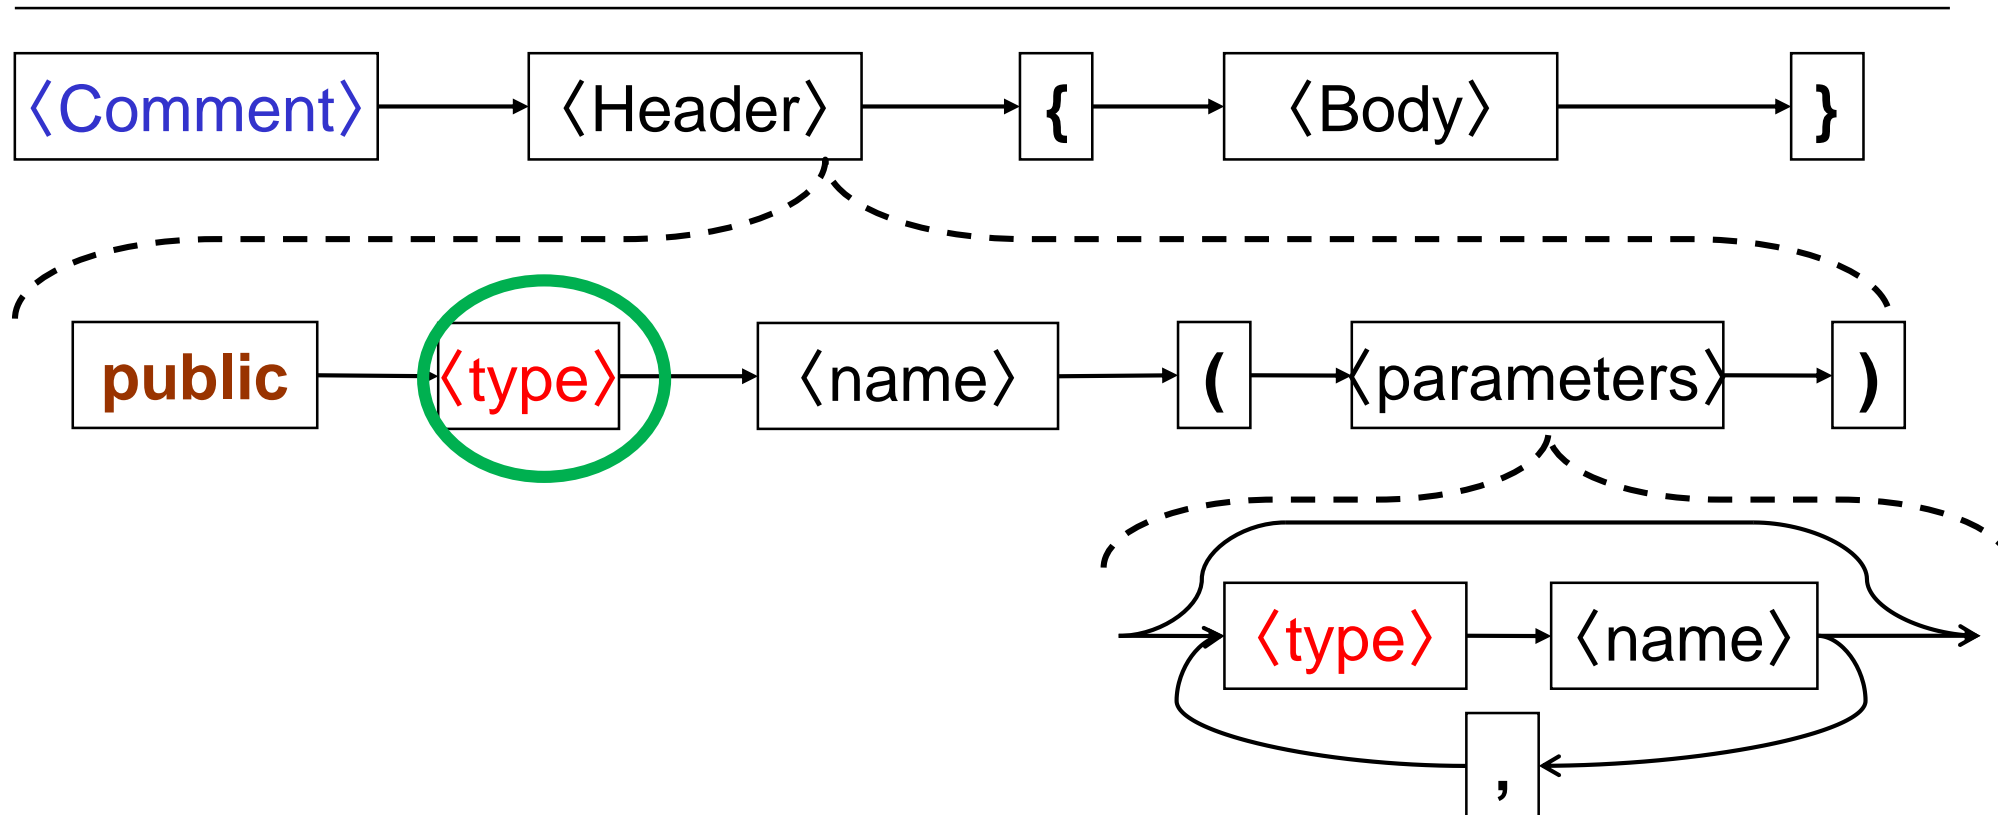 〈Comment〉 〈Header〉 { 〈Body〉 }
public 〈type〉 〈name〉 ( 〈parameters〉 )
〈type〉 〈name〉
,